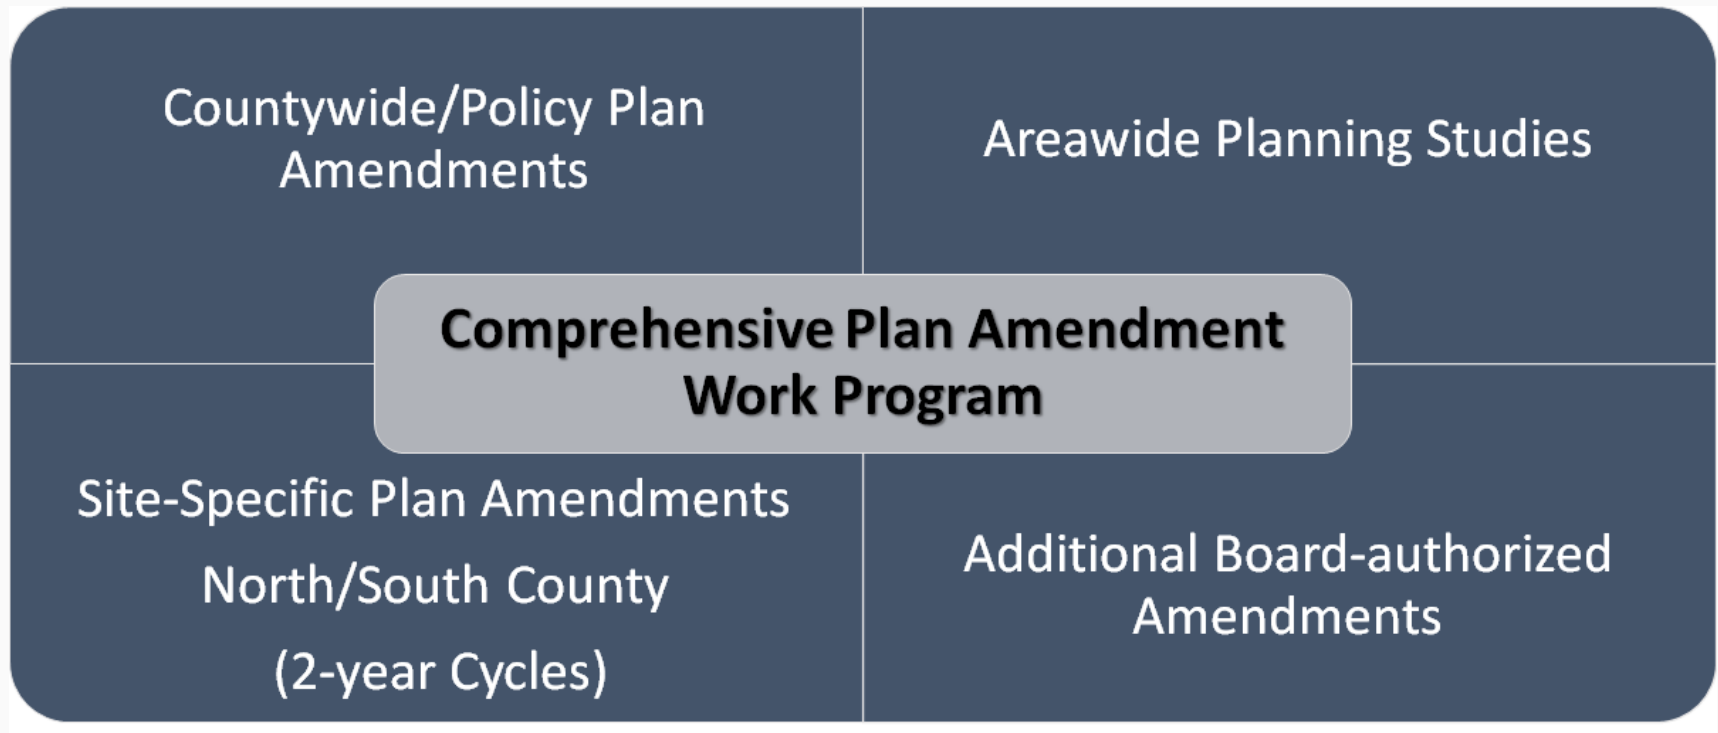 Countywide/Policy Plan
Amendments
Areawide Planning Studies
Comprehensive Plan Amendment
Work Program
Site-Specific Plan Amendments
North/South County
(2-year Cycles)
Additional Board-authorized
Amendments